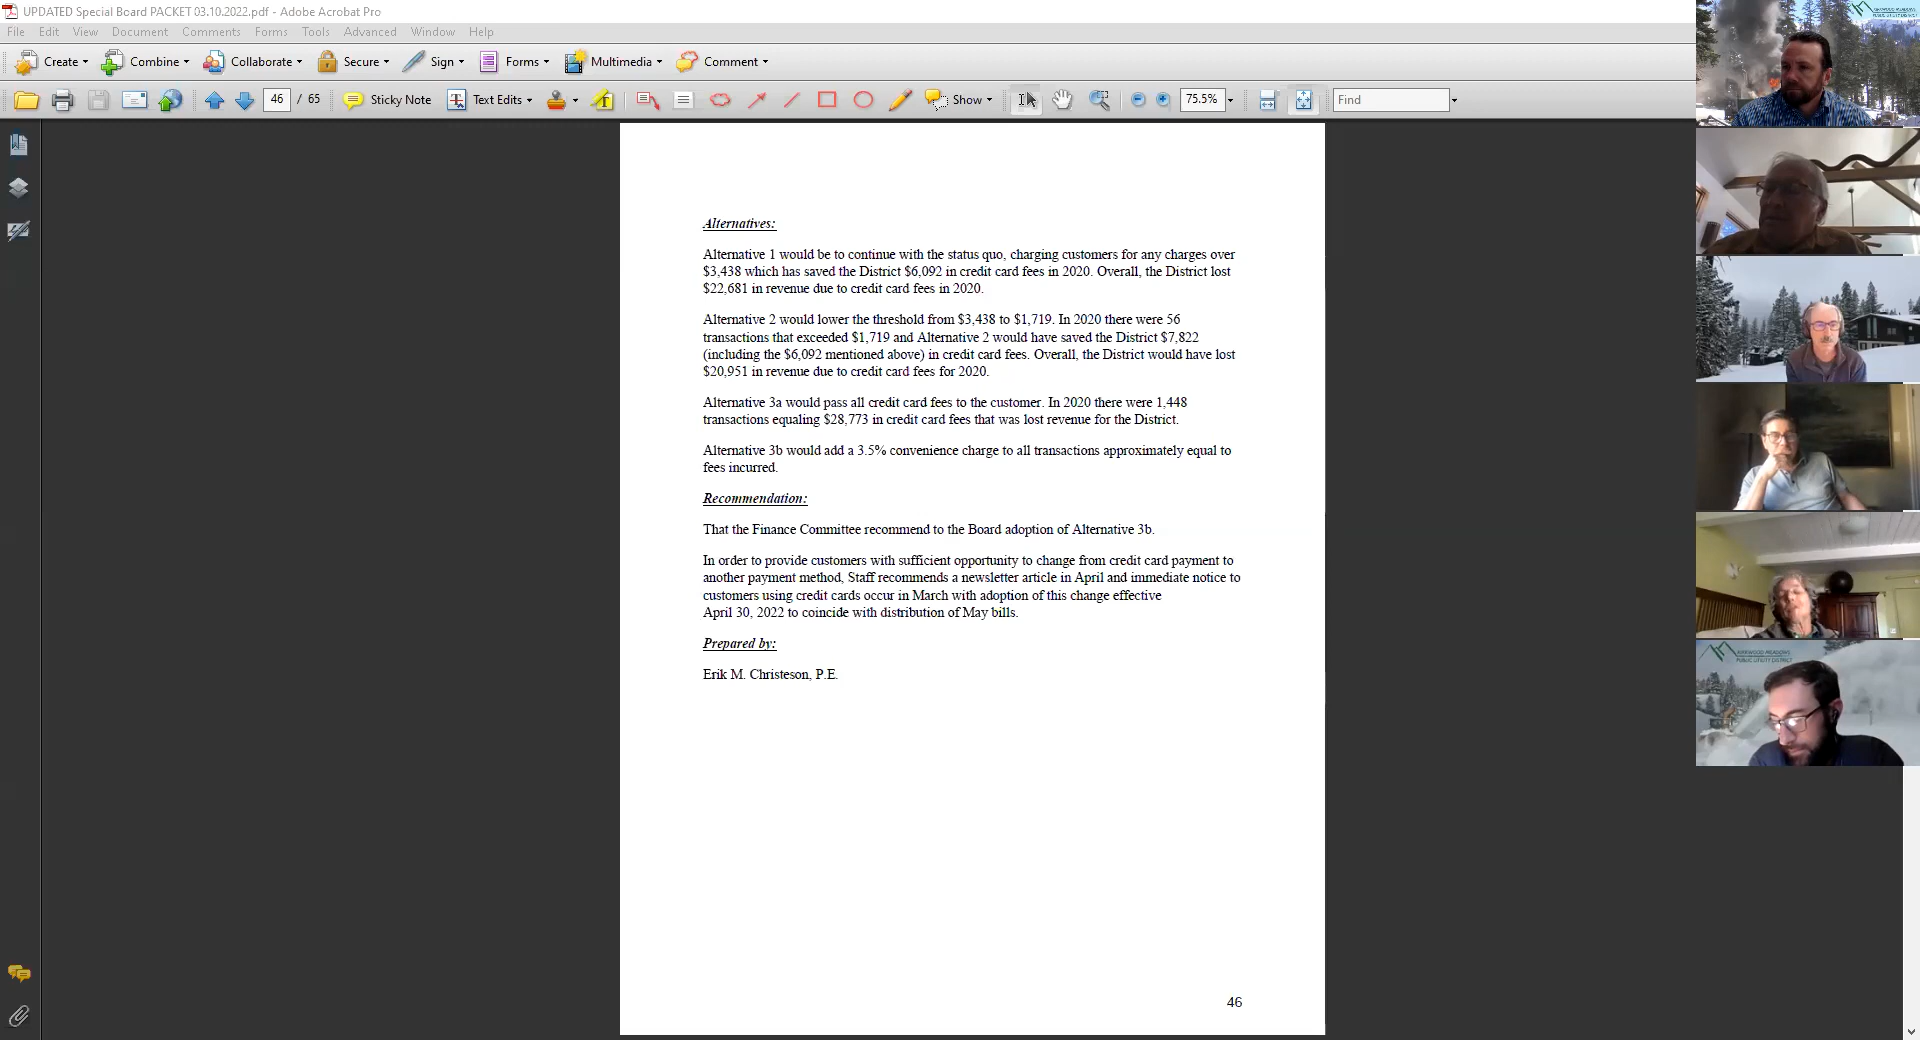 UPDATED Special Board PACKET 03.10.2022.pdf - Adobe Acrobat Pro
File Edit View Document Comments Forms Tools Advanced Window Help
Create Combine Collaborate Secure Sign Forms Multimedia Comment
46 / 65 Sticky Note Text Edits Show 75.5% Find
Alternatives:
Alternative 1 would be to continue with the status quo, charging customers for any charges over
$3,438 which has saved the District $6,092 in credit card fees in 2020. Overall, the District lost
$22,681 in revenue due to credit card fees in 2020.
Alternative 2 would lower the threshold from $3,438 to $1,719. In 2020 there were 56
transactions that exceeded $1,719 and Alternative 2 would have saved the District $7,822
(including the $6,092 mentioned above) in credit card fees. Overall, the District would have lost
$20,951 in revenue due to credit card fees for 2020.
Alternative 3a would pass all credit card fees to the customer. In 2020 there were 1,448
transactions equaling $28,773 in credit card fees that was lost revenue for the District.
Alternative 3b would add a 3.5% convenience charge to all transactions approximately equal to
fees incurred.
Recommendation:
That the Finance Committee recommend to the Board adoption of Alternative 3b.
In order to provide customers with sufficient opportunity to change from credit card payment to
another payment method, Staff recommends a newsletter article in April and immediate notice to
customers using credit cards occur in March with adoption of this change effective
April 30, 2022 to coincide with distribution of May bills.
Prepared by:
Erik M. Christeson, P.E.
46
KIRKWOOD MEADOWS
PUBLIC UTILITY DISTRICT
KIRKWOOD MEADOWS
PUBLIC UTILITY DISTRICT